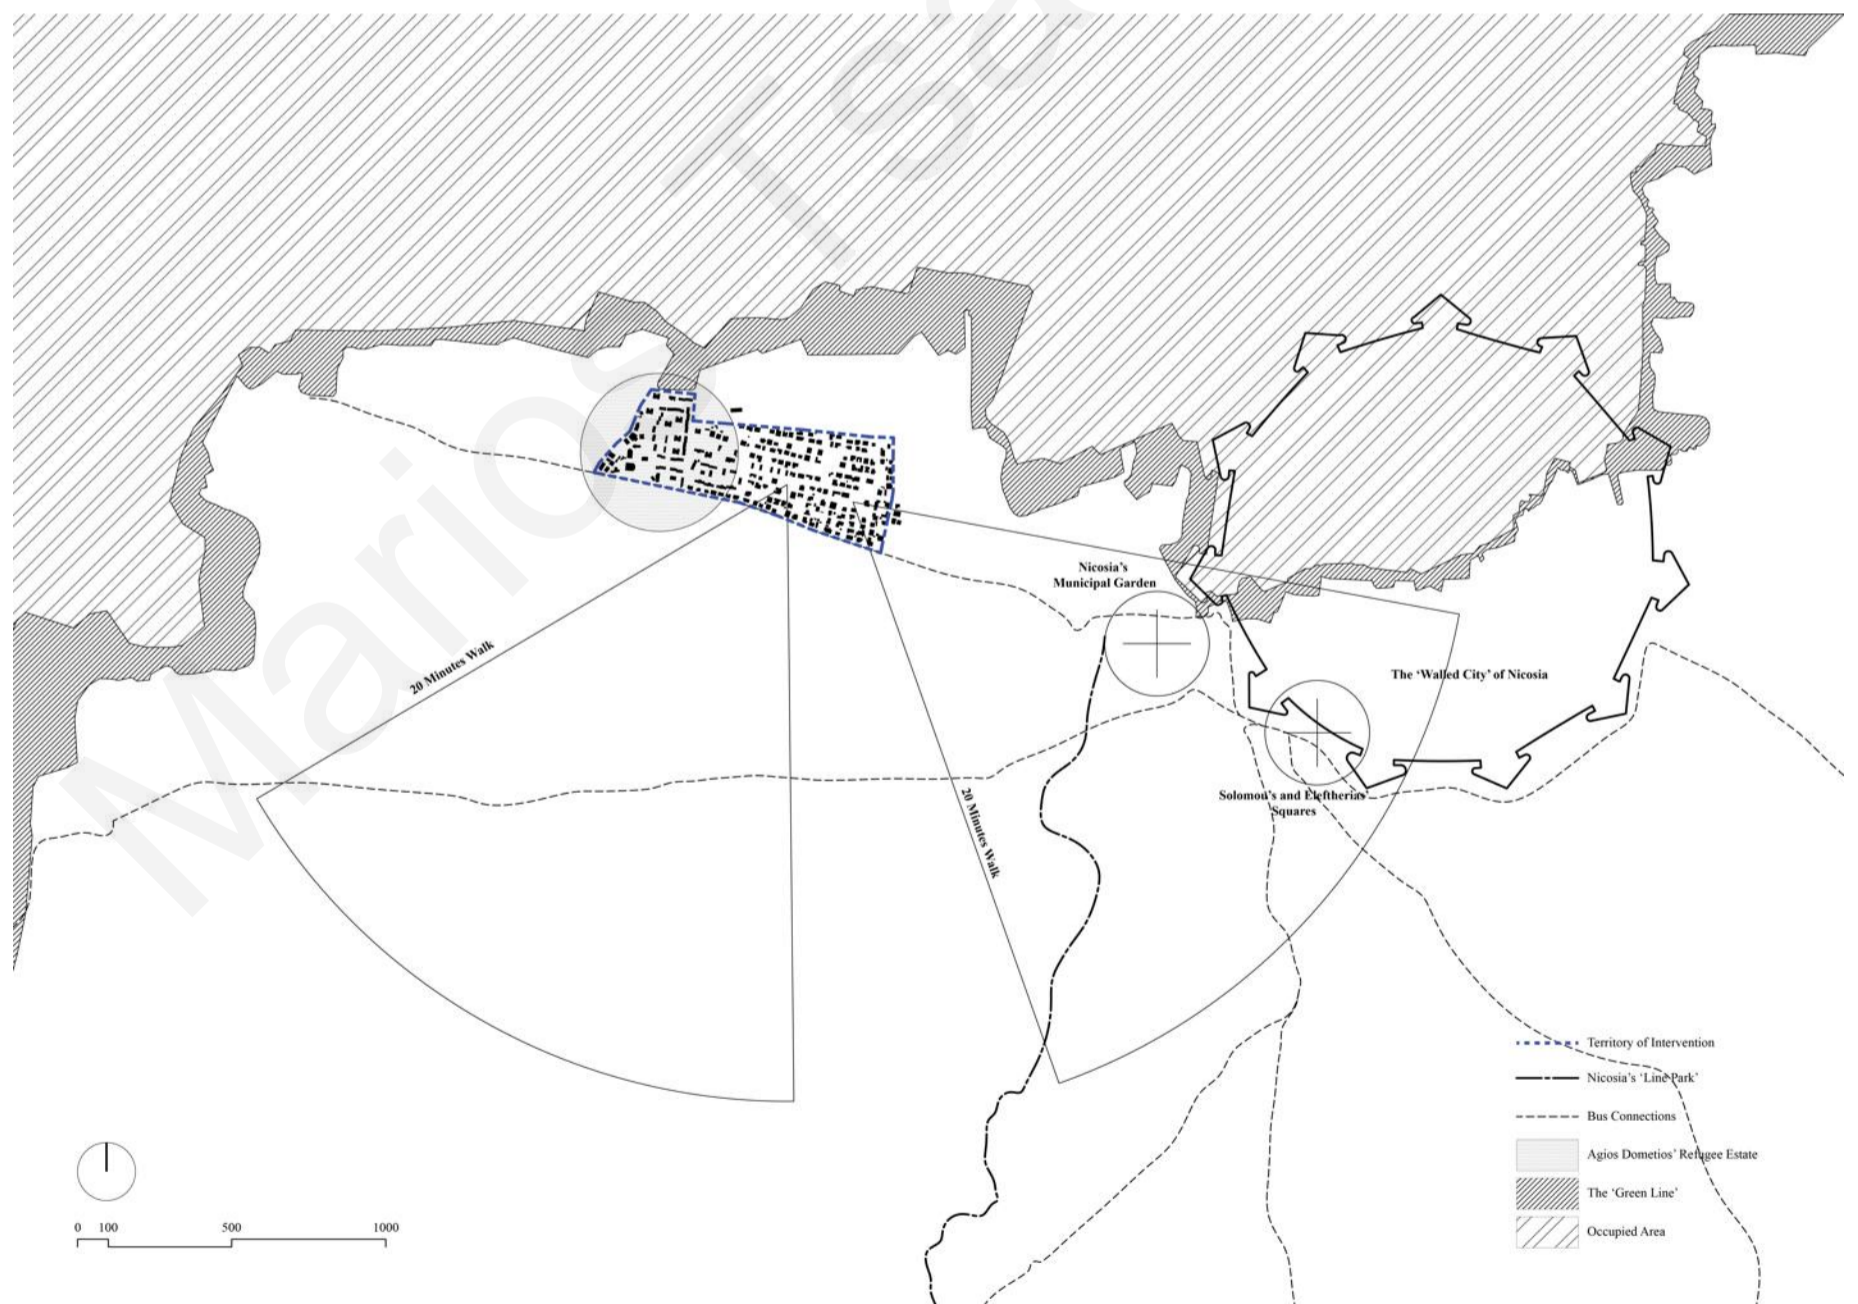 Marios Tsa
Nicosia's
Municipal Garden
20 Minutes Walk
The 'Walled City' of Nicosia
20 Minutes Walk
Solomou's and Eleftherias'
Squares
Territory of Intervention
Nicosia's 'Line Park'
Bus Connections
Agios Dometios' Refugee Estate
The 'Green Line'
Occupied Area
0 100 500 1000